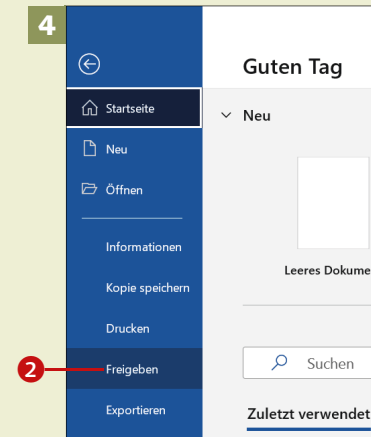 4
Guten Tag
Startseite
Neu
Neu
Öffnen
Informationen
Leeres Dokume
Kopie speichern
Drucken
2
Freigeben
Suchen
Exportieren
Zuletzt verwendet